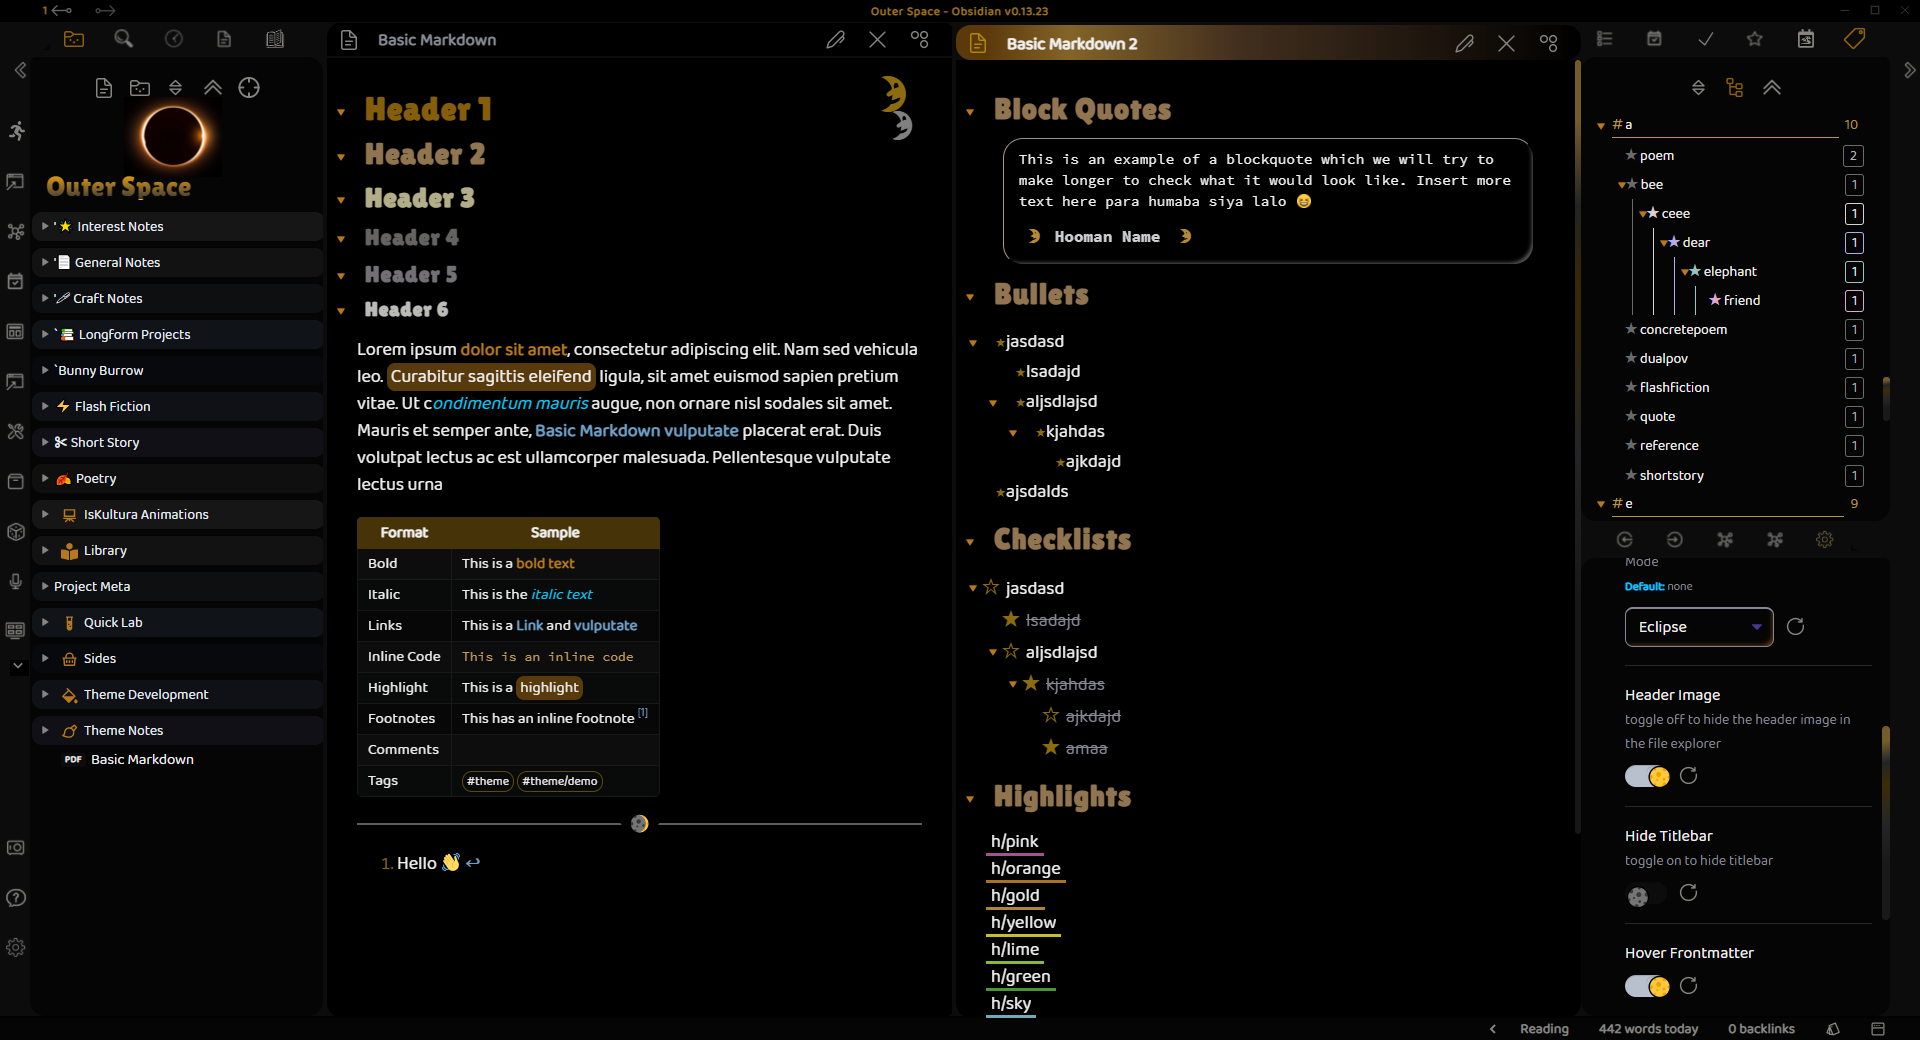 1
Outer Space - Obsidian v0.13.23
Outer Space
Interest Notes
General Notes
Craft Notes
Longform Projects
`Bunny Burrow
Flash Fiction
Short Story
Poetry
IsKultura Animations
Library
Project Meta
Quick Lab
Sides
Theme Development
Theme Notes
PDF Basic Markdown
Basic Markdown
Header 1
Header 2
Header 3
Header 4
Header 5
Header 6
Lorem ipsum dolor sit amet, consectetur adipiscing elit. Nam sed vehicula
leo. Curabitur sagittis eleifend ligula, sit amet euismod sapien pretium
vitae. Ut condimentum mauris augue, non ornare nisl sodales sit amet.
Mauris et semper ante, Basic Markdown vulputate placerat erat. Duis
volutpat lectus ac est ullamcorper malesuada. Pellentesque vulputate
lectus urna
Format Sample
Bold This is a bold text
Italic This is the italic text
Links This is a Link and vulputate
Inline Code This is an inline code
Highlight This is a highlight
Footnotes This has an inline footnote [1]
Comments
Tags #theme #theme/demo
1. Hello 👋 ↩
Basic Markdown 2
Block Quotes
This is an example of a blockquote which we will try to
make longer to check what it would look like. Insert more
text here para humaba siya lalo 😄
Hooman Name
Bullets
jasdasd
lsadajd
aljsdlajsd
kjahdas
ajkdajd
ajsdalds
Checklists
jasdasd
lsadajd
aljsdlajsd
kjahdas
ajkdajd
amaa
Highlights
h/pink
h/orange
h/gold
h/yellow
h/lime
h/green
h/sky
# a 10
poem 2
bee 1
ceee 1
dear 1
elephant 1
friend 1
concretepoem 1
dualpov 1
flashfiction 1
quote 1
reference 1
shortstory 1
# e 9
Mode
Default: none
Eclipse
Header Image
toggle off to hide the header image in
the file explorer
Hide Titlebar
toggle on to hide titlebar
Hover Frontmatter
Reading 442 words today 0 backlinks